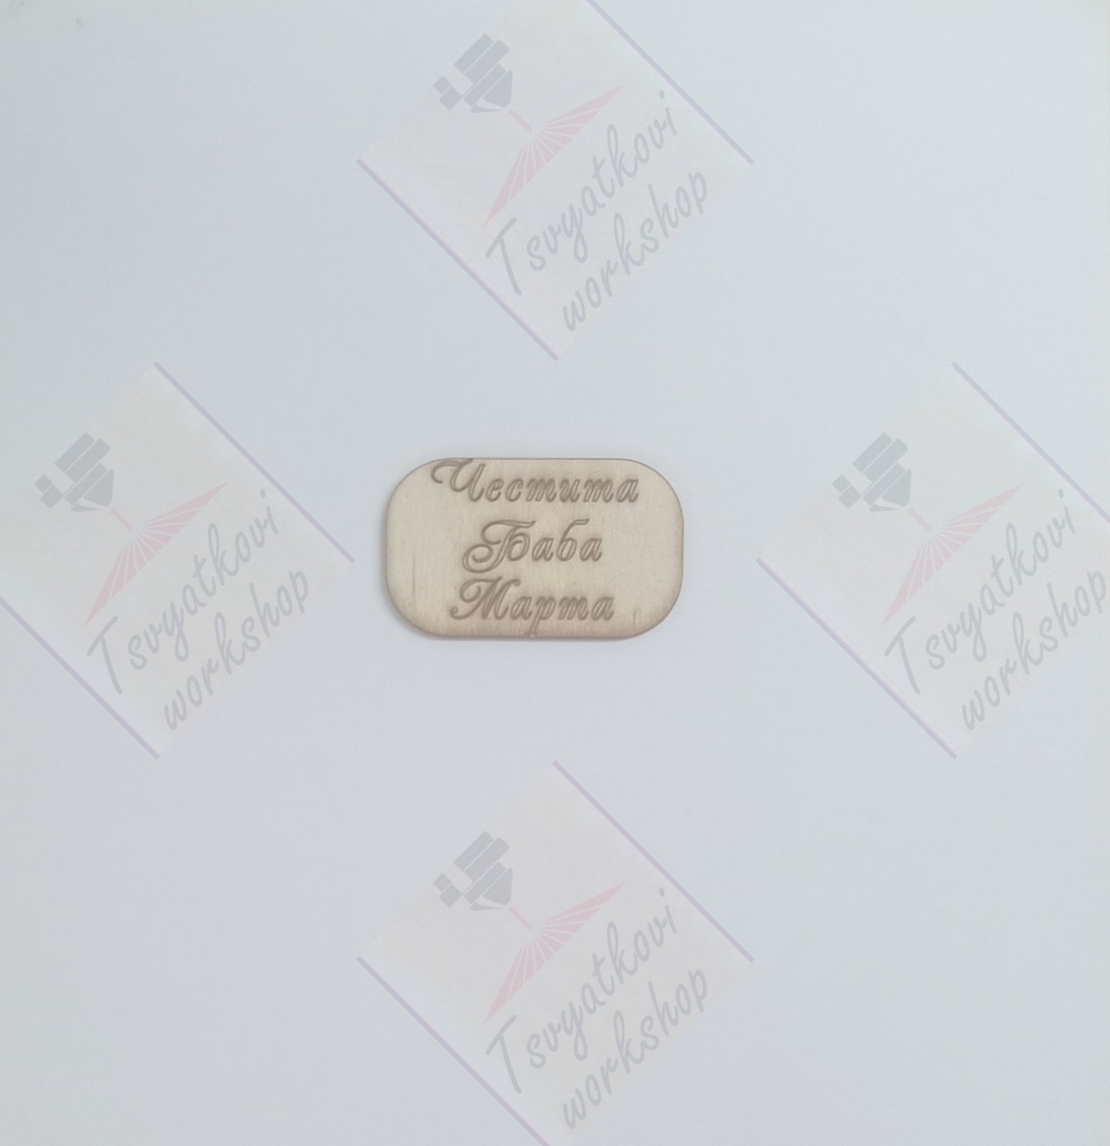 Tsvyatkovi
workshop
Tsvyatkovi
workshop
Tsvyatkovi
workshop
Честита
Баба
Марта
Tsvyatkovi
workshop